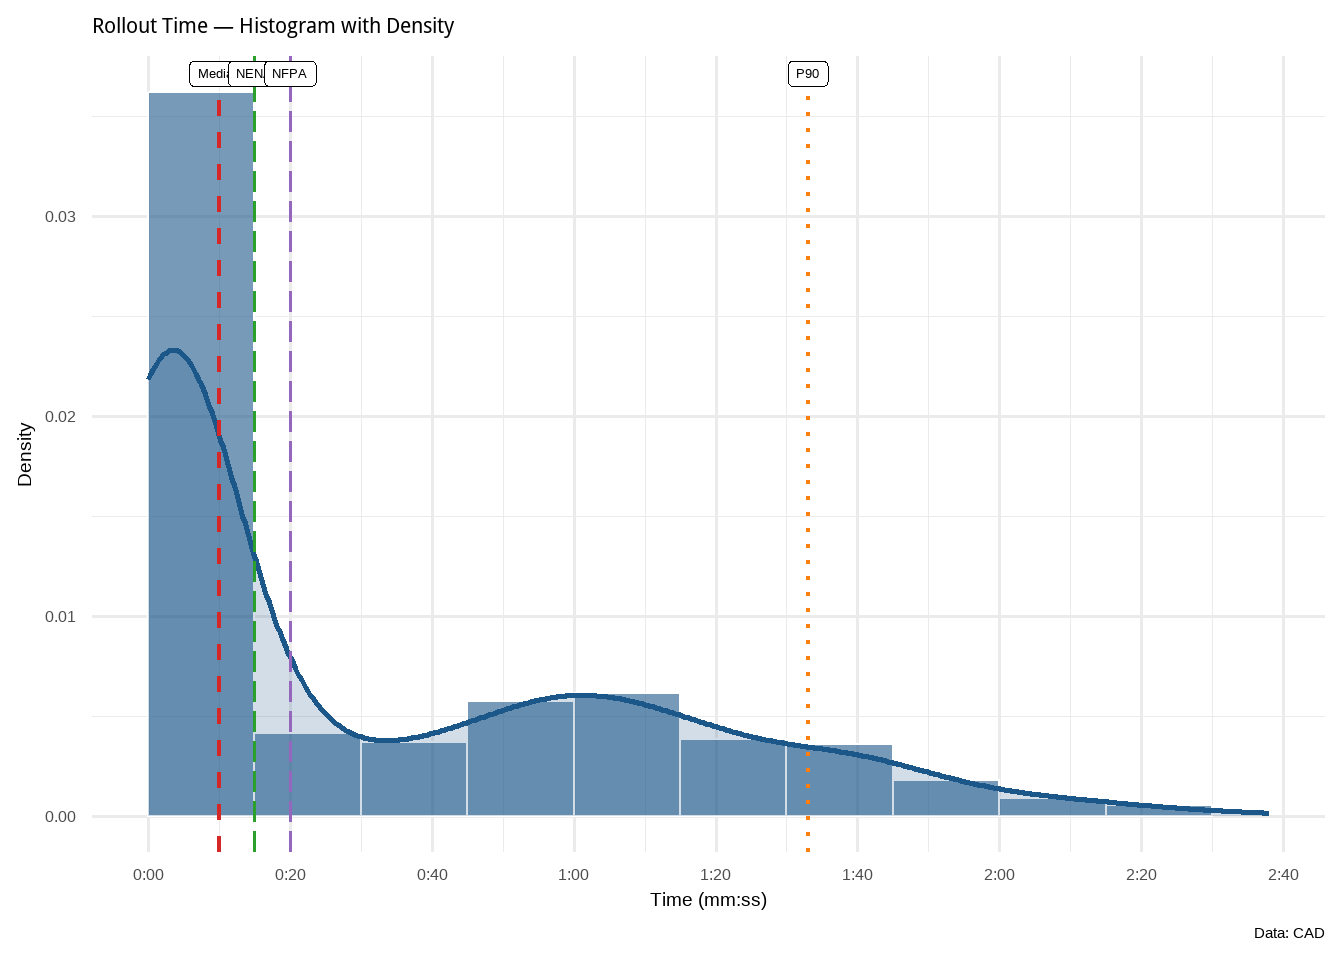 Rollout Time — Histogram with Density
Media NEN NFPA P90
0.03
0.02
0.01
0.00
Density
0:00 0:20 0:40 1:00 1:20 1:40 2:00 2:20 2:40
Time (mm:ss)
Data: CAD